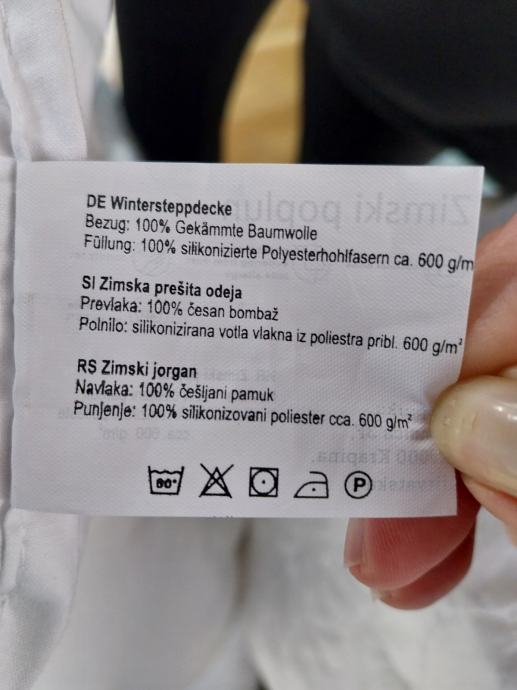 DE Wintersteppdecke
Bezug: 100% Gekämmte Baumwolle
Füllung: 100% silikonizierte Polyesterhohlfasern ca. 600 g/m
SI Zimska prešita odeja
Prevlaka: 100% česan bombaž
Polnilo: silikonizirana votla vlakna iz poliestra pribl. 600 g/m²
RS Zimski jorgan
Navlaka: 100% češljani pamuk
Punjenje: 100% silikonizovani poliester cca. 600 g/m²
60°
P